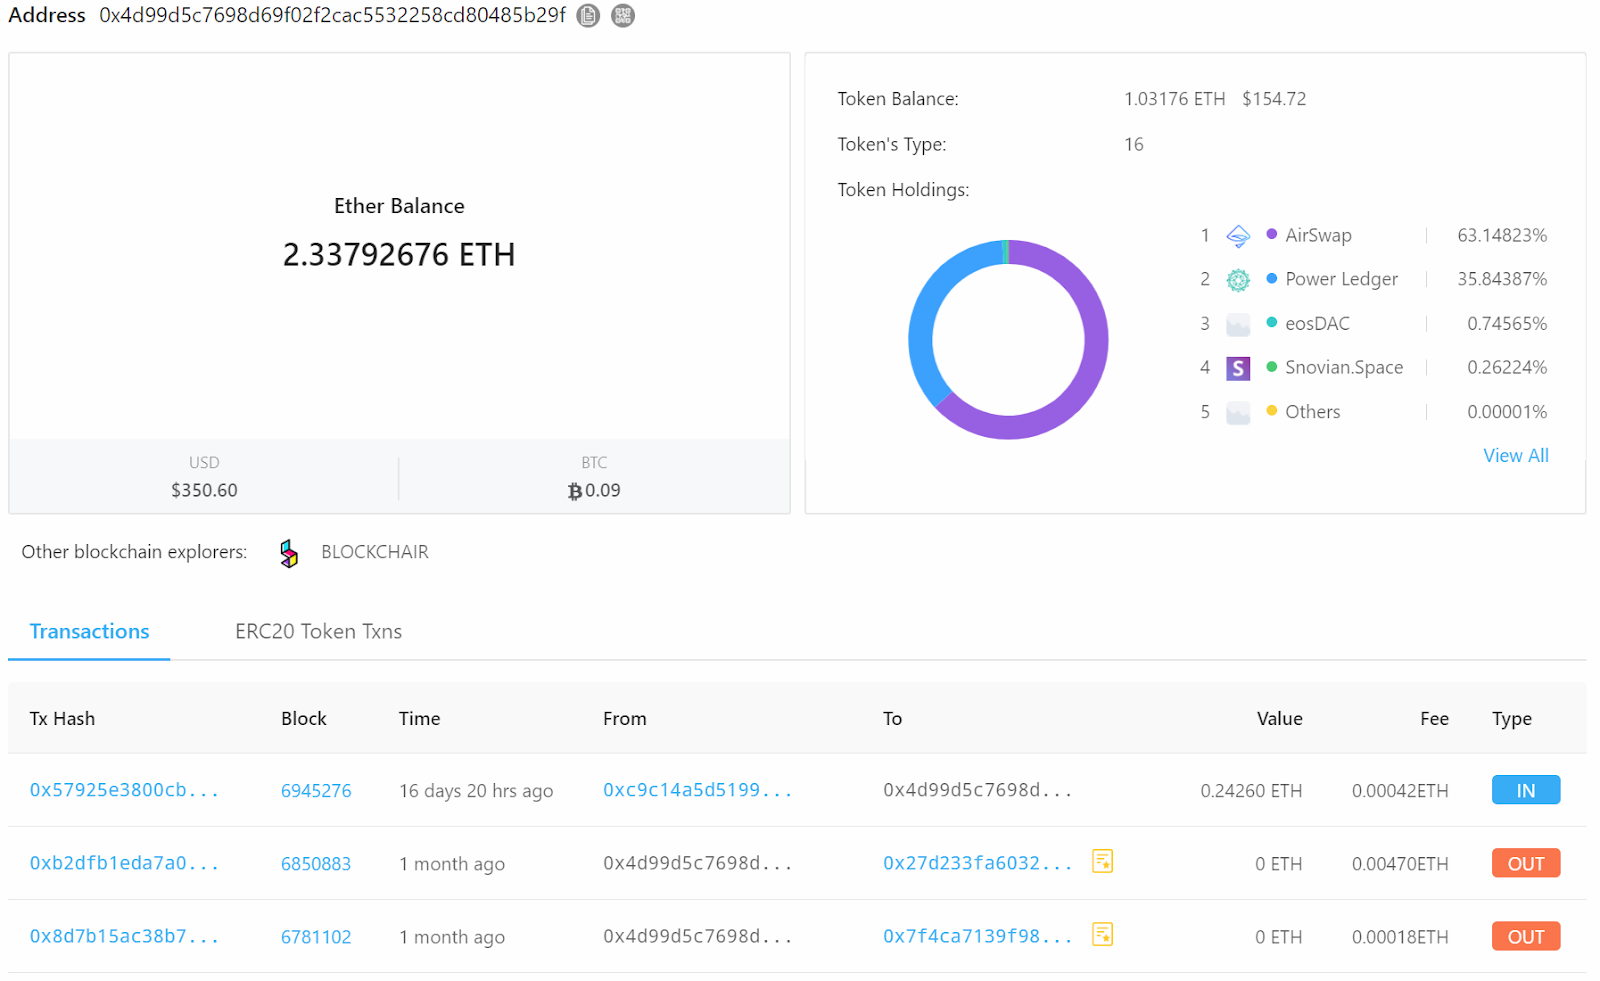 Address 0x4d99d5c7698d69f02f2cac5532258cd80485b29f
Ether Balance
2.33792676 ETH
USD
$350.60
BTC
₿0.09
Token Balance: 1.03176 ETH $154.72
Token's Type: 16
Token Holdings:
1 AirSwap 63.14823%
2 Power Ledger 35.84387%
3 eosDAC 0.74565%
4 S Snovian.Space 0.26224%
5 Others 0.00001%
View All
Other blockchain explorers: BLOCKCHAIR
Transactions ERC20 Token Txns
Tx Hash Block Time From To Value Fee Type
0x57925e3800cb... 6945276 16 days 20 hrs ago 0xc9c14a5d5199... 0x4d99d5c7698d... 0.24260 ETH 0.00042ETH IN
0xb2dfb1eda7a0... 6850883 1 month ago 0x4d99d5c7698d... 0x27d233fa6032... 0 ETH 0.00470ETH OUT
0x8d7b15ac38b7... 6781102 1 month ago 0x4d99d5c7698d... 0x7f4ca7139f98... 0 ETH 0.00018ETH OUT